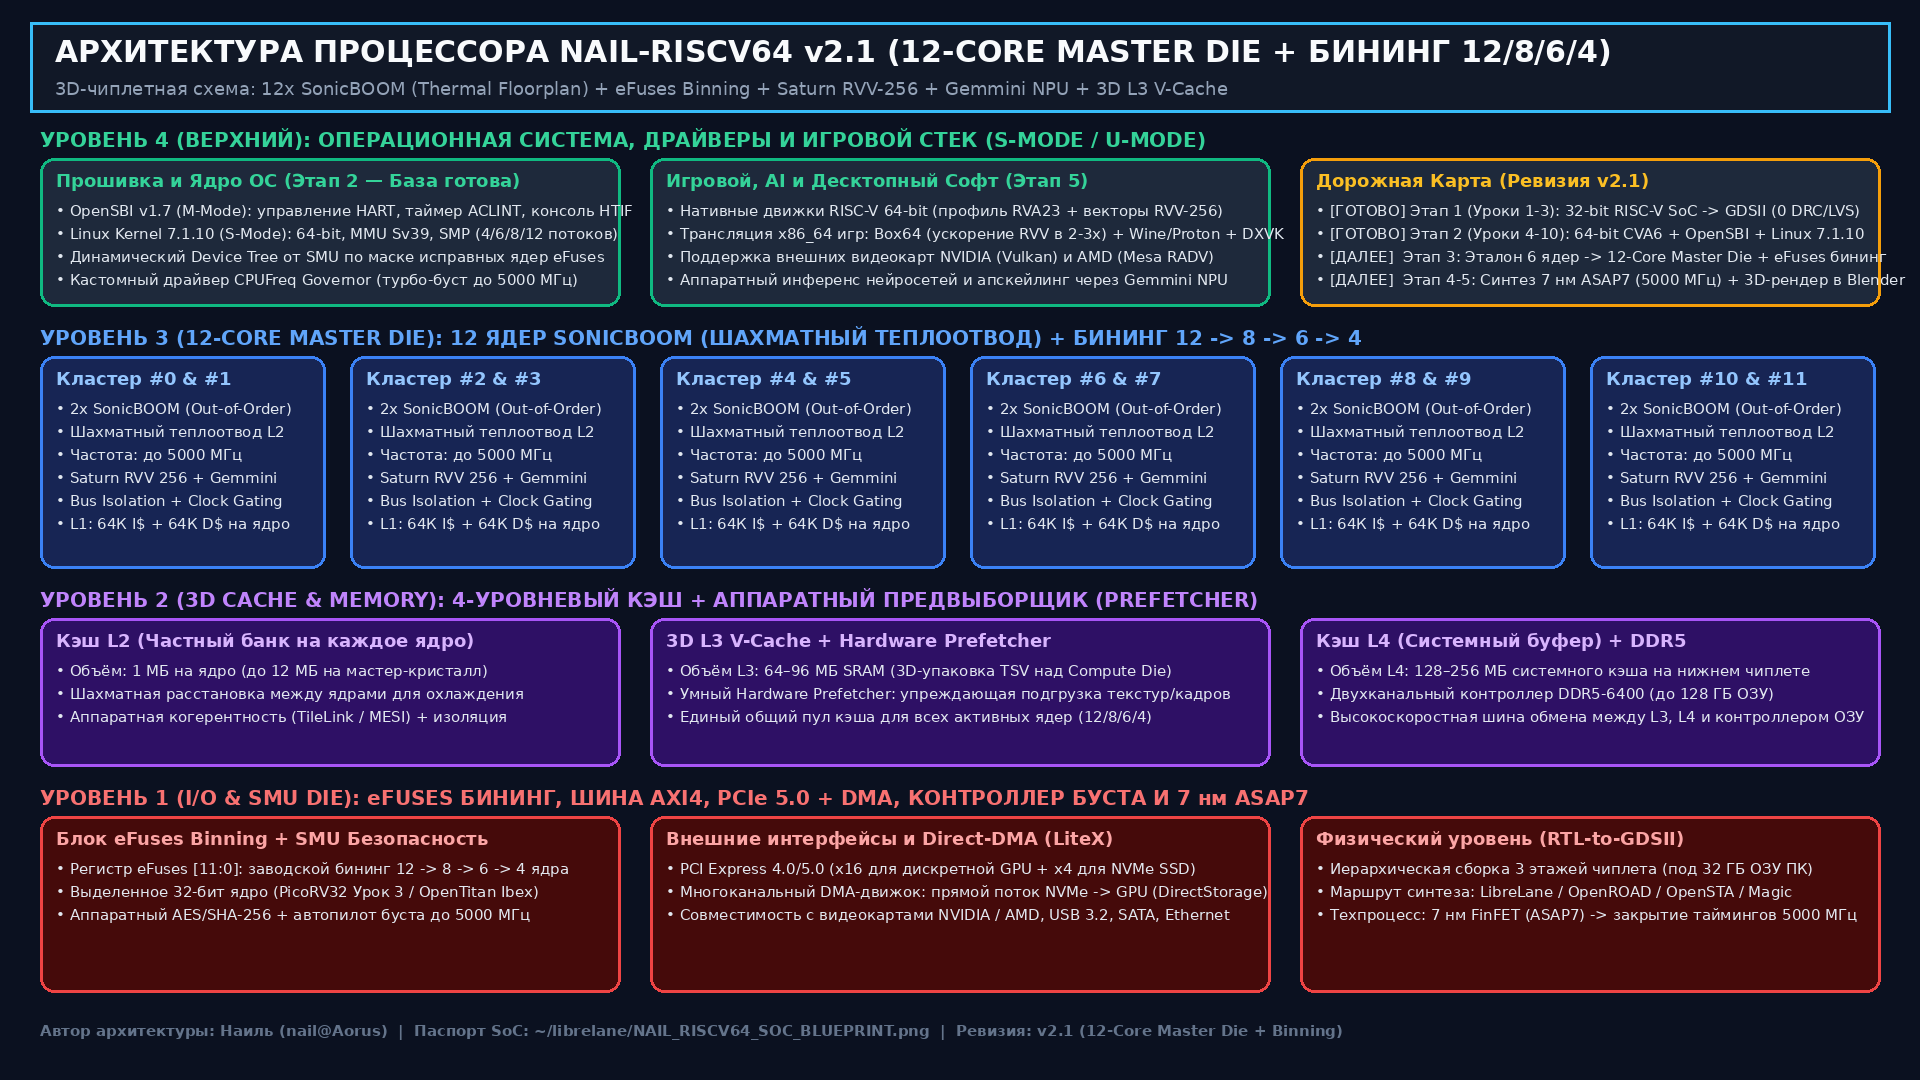 АРХИТЕКТУРА ПРОЦЕССОРА NAIL-RISCV64 v2.1 (12-CORE MASTER DIE + БИНИНГ 12/8/6/4)
3D-чиплетная схема: 12x SonicBOOM (Thermal Floorplan) + eFuses Binning + Saturn RVV-256 + Gemmini NPU + 3D L3 V-Cache
УРОВЕНЬ 4 (ВЕРХНИЙ): ОПЕРАЦИОННАЯ СИСТЕМА, ДРАЙВЕРЫ И ИГРОВОЙ СТЕК (S-MODE / U-MODE)
Прошивка и Ядро ОС (Этап 2 — База готова)
• OpenSBI v1.7 (M-Mode): управление HART, таймер ACLINT, консоль HTIF
• Linux Kernel 7.1.10 (S-Mode): 64-bit, MMU Sv39, SMP (4/6/8/12 потоков)
• Динамический Device Tree от SMU по маске исправных ядер eFuses
• Кастомный драйвер CPUFreq Governor (турбо-буст до 5000 МГц)
Игровой, AI и Десктопный Софт (Этап 5)
• Нативные движки RISC-V 64-bit (профиль RVA23 + векторы RVV-256)
• Трансляция x86_64 игр: Box64 (ускорение RVV в 2-3x) + Wine/Proton + DXVK
• Поддержка внешних видеокарт NVIDIA (Vulkan) и AMD (Mesa RADV)
• Аппаратный инференс нейросетей и апскейлинг через Gemmini NPU
Дорожная Карта (Ревизия v2.1)
• [ГОТОВО] Этап 1 (Уроки 1-3): 32-bit RISC-V SoC -> GDSII (0 DRC/LVS)
• [ГОТОВО] Этап 2 (Уроки 4-10): 64-bit CVA6 + OpenSBI + Linux 7.1.10
• [ДАЛЕЕ]  Этап 3: Эталон 6 ядер -> 12-Core Master Die + eFuses бининг
• [ДАЛЕЕ]  Этап 4-5: Синтез 7 нм ASAP7 (5000 МГц) + 3D-рендер в Blender
УРОВЕНЬ 3 (12-CORE MASTER DIE): 12 ЯДЕР SONICBOOM (ШАХМАТНЫЙ ТЕПЛООТВОД) + БИНИНГ 12 -> 8 -> 6 -> 4
Кластер #0 & #1
• 2x SonicBOOM (Out-of-Order)
• Шахматный теплоотвод L2
• Частота: до 5000 МГц
• Saturn RVV 256 + Gemmini
• Bus Isolation + Clock Gating
• L1: 64K I$ + 64K D$ на ядро
Кластер #2 & #3
• 2x SonicBOOM (Out-of-Order)
• Шахматный теплоотвод L2
• Частота: до 5000 МГц
• Saturn RVV 256 + Gemmini
• Bus Isolation + Clock Gating
• L1: 64K I$ + 64K D$ на ядро
Кластер #4 & #5
• 2x SonicBOOM (Out-of-Order)
• Шахматный теплоотвод L2
• Частота: до 5000 МГц
• Saturn RVV 256 + Gemmini
• Bus Isolation + Clock Gating
• L1: 64K I$ + 64K D$ на ядро
Кластер #6 & #7
• 2x SonicBOOM (Out-of-Order)
• Шахматный теплоотвод L2
• Частота: до 5000 МГц
• Saturn RVV 256 + Gemmini
• Bus Isolation + Clock Gating
• L1: 64K I$ + 64K D$ на ядро
Кластер #8 & #9
• 2x SonicBOOM (Out-of-Order)
• Шахматный теплоотвод L2
• Частота: до 5000 МГц
• Saturn RVV 256 + Gemmini
• Bus Isolation + Clock Gating
• L1: 64K I$ + 64K D$ на ядро
Кластер #10 & #11
• 2x SonicBOOM (Out-of-Order)
• Шахматный теплоотвод L2
• Частота: до 5000 МГц
• Saturn RVV 256 + Gemmini
• Bus Isolation + Clock Gating
• L1: 64K I$ + 64K D$ на ядро
УРОВЕНЬ 2 (3D CACHE & MEMORY): 4-УРОВНЕВЫЙ КЭШ + АППАРАТНЫЙ ПРЕДВЫБОРЩИК (PREFETCHER)
Кэш L2 (Частный банк на каждое ядро)
• Объём: 1 МБ на ядро (до 12 МБ на мастер-кристалл)
• Шахматная расстановка между ядрами для охлаждения
• Аппаратная когерентность (TileLink / MESI) + изоляция
3D L3 V-Cache + Hardware Prefetcher
• Объём L3: 64–96 МБ SRAM (3D-упаковка TSV над Compute Die)
• Умный Hardware Prefetcher: упреждающая подгрузка текстур/кадров
• Единый общий пул кэша для всех активных ядер (12/8/6/4)
Кэш L4 (Системный буфер) + DDR5
• Объём L4: 128–256 МБ системного кэша на нижнем чиплете
• Двухканальный контроллер DDR5-6400 (до 128 ГБ ОЗУ)
• Высокоскоростная шина обмена между L3, L4 и контроллером ОЗУ
УРОВЕНЬ 1 (I/O & SMU DIE): eFUSES БИНИНГ, ШИНА AXI4, PCIe 5.0 + DMA, КОНТРОЛЛЕР БУСТА И 7 нм ASAP7
Блок eFuses Binning + SMU Безопасность
• Регистр eFuses [11:0]: заводской бининг 12 -> 8 -> 6 -> 4 ядра
• Выделенное 32-бит ядро (PicoRV32 Урок 3 / OpenTitan Ibex)
• Аппаратный AES/SHA-256 + автопилот буста до 5000 МГц
Внешние интерфейсы и Direct-DMA (LiteX)
• PCI Express 4.0/5.0 (x16 для дискретной GPU + x4 для NVMe SSD)
• Многоканальный DMA-движок: прямой поток NVMe -> GPU (DirectStorage)
• Совместимость с видеокартами NVIDIA / AMD, USB 3.2, SATA, Ethernet
Физический уровень (RTL-to-GDSII)
• Иерархическая сборка 3 этажей чиплета (под 32 ГБ ОЗУ ПК)
• Маршрут синтеза: LibreLane / OpenROAD / OpenSTA / Magic
• Техпроцесс: 7 нм FinFET (ASAP7) -> закрытие таймингов 5000 МГц
Автор архитектуры: Наиль (nail@Aorus)  |  Паспорт SoC: ~/librelane/NAIL_RISCV64_SOC_BLUEPRINT.png  |  Ревизия: v2.1 (12-Core Master Die + Binning)